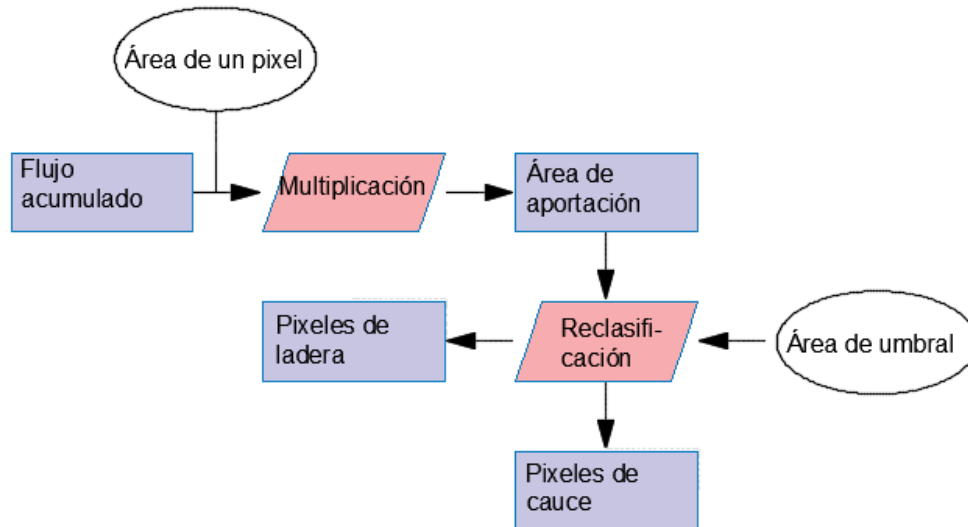 Área de un pixel
Flujo
acumulado
Multiplicación
Área de
aportación
Pixeles de
ladera
Reclasifi-
cación
Área de umbral
Pixeles de
cauce